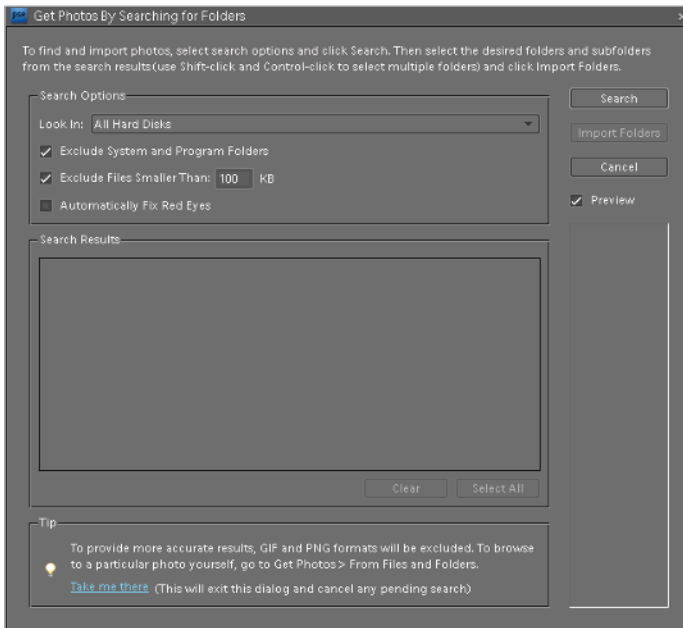 pse Get Photos By Searching for Folders ×
To find and import photos, select search options and click Search. Then select the desired folders and subfolders
from the search results(use Shift-click and Control-click to select multiple folders) and click Import Folders.
Search Options
Look In: All Hard Disks
Exclude System and Program Folders
Exclude Files Smaller Than: 100 KB
Automatically Fix Red Eyes
Search
Import Folders
Cancel
Preview
Search Results
Clear Select All
Tip
To provide more accurate results, GIF and PNG formats will be excluded. To browse
to a particular photo yourself, go to Get Photos > From Files and Folders.
Take me there (This will exit this dialog and cancel any pending search)